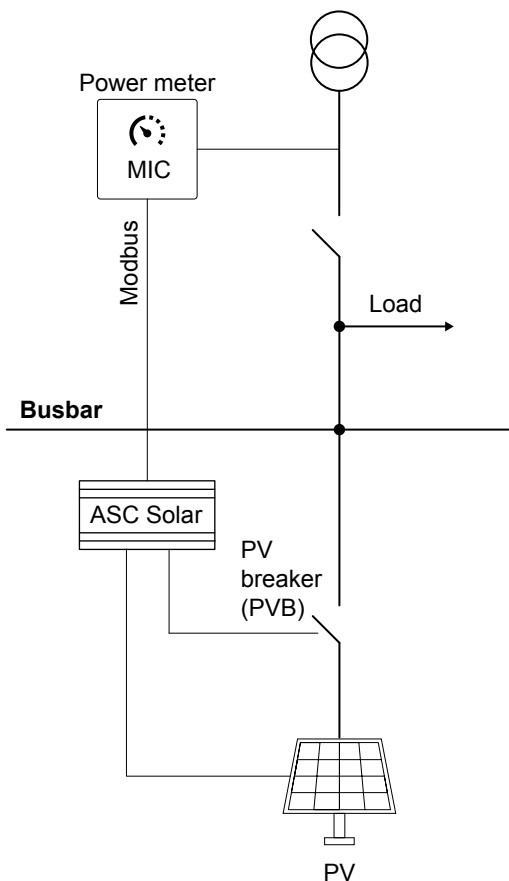 Power meter
MIC
Modbus
Load
Busbar
ASC Solar
PV
breaker
(PVB)
PV